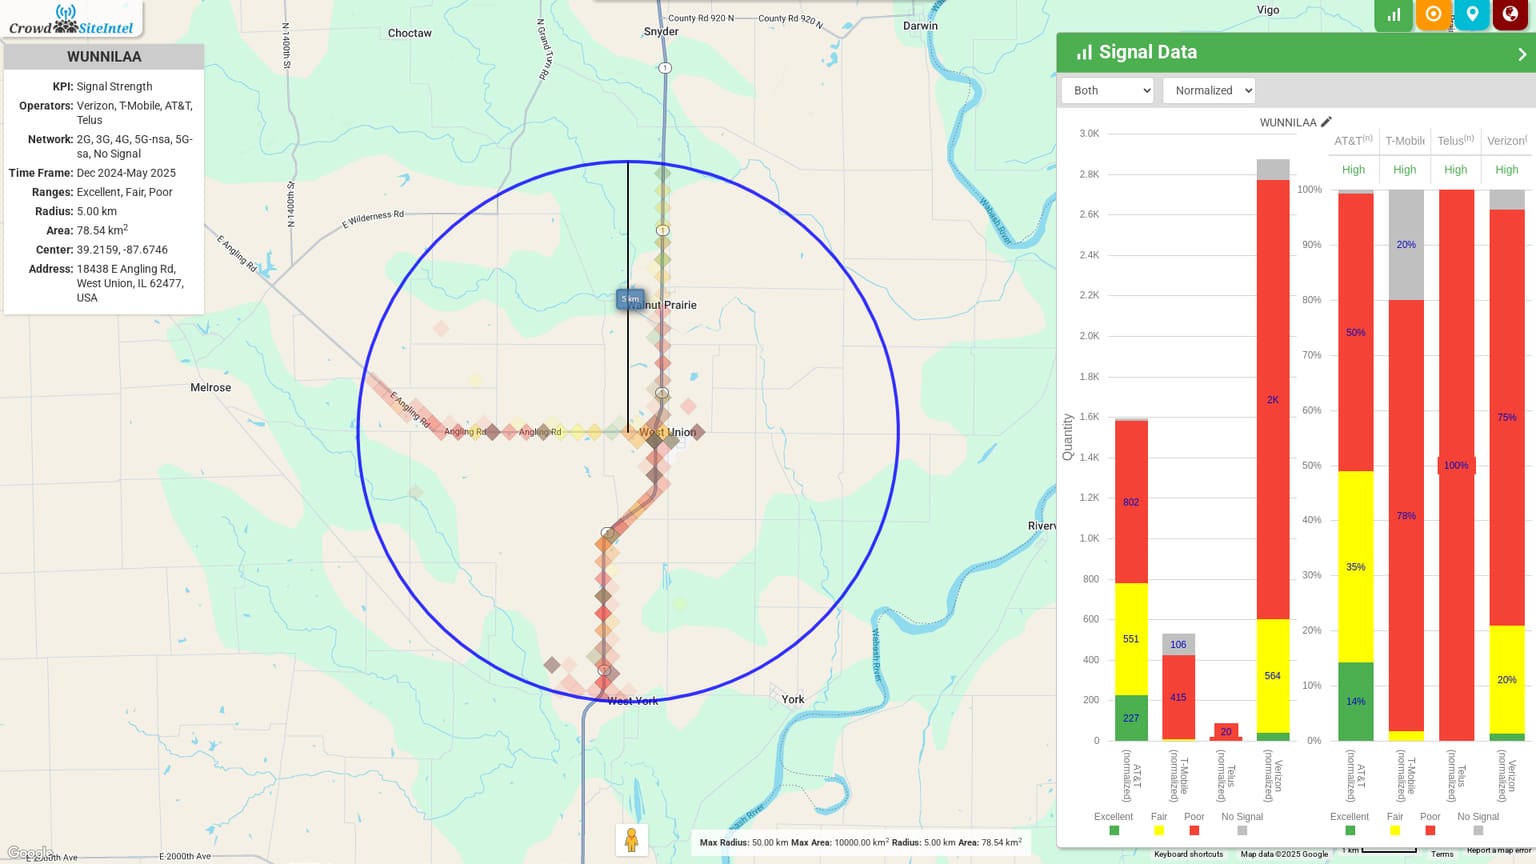 Crowd SiteIntel
WUNNILAA
KPI: Signal Strength
Operators: Verizon, T-Mobile, AT&T,
Telus
Network: 2G, 3G, 4G, 5G-nsa, 5G-
sa, No Signal
Time Frame: Dec 2024-May 2025
Ranges: Excellent, Fair, Poor
Radius: 5.00 km
Area: 78.54 km²
Center: 39.2159, -87.6746
Address: 18438 E Angling Rd,
West Union, IL 62477,
USA
N 1400th St
Choctaw
N Grand Turn Rd
Snyder
County Rd 920 N
County Rd 920 N
Darwin
Vigo
1
N 1400th St
E Wilderness Rd
E Angling Rd
1
Wabash River
5 km
Walnut Prairie
Melrose
1
E Angling Rd
Angling Rd
Angling Rd
West Union
Riverv
West York
York
Wabash River
Wabash River
E 2000th Ave
E 2000th Ave
Google
Max Radius: 50.00 km Max Area: 10000.00 km² Radius: 5.00 km Area: 78.54 km²
Keyboard shortcuts
Map data ©2025 Google
1 km
Terms
Report a map error
Signal Data
Both
Normalized
WUNNILAA
3.0K
2.8K
2.6K
2.4K
2.2K
2.0K
1.8K
1.6K
1.4K
1.2K
1.0K
800
600
400
200
0
Quantity
802
551
227
106
415
20
2K
564
AT&T
(normalized)
T-Mobile
(normalized)
Telus
(normalized)
Verizon
(normalized)
Excellent
Fair
Poor
No Signal
AT&T(n)
T-Mobile
Telus(n)
Verizon(
High
High
High
High
100%
90%
80%
70%
60%
50%
40%
30%
20%
10%
0%
50%
35%
14%
20%
78%
100%
75%
20%
AT&T
(normalized)
T-Mobile
(normalized)
Telus
(normalized)
Verizon
(normalized)
Excellent
Fair
Poor
No Signal